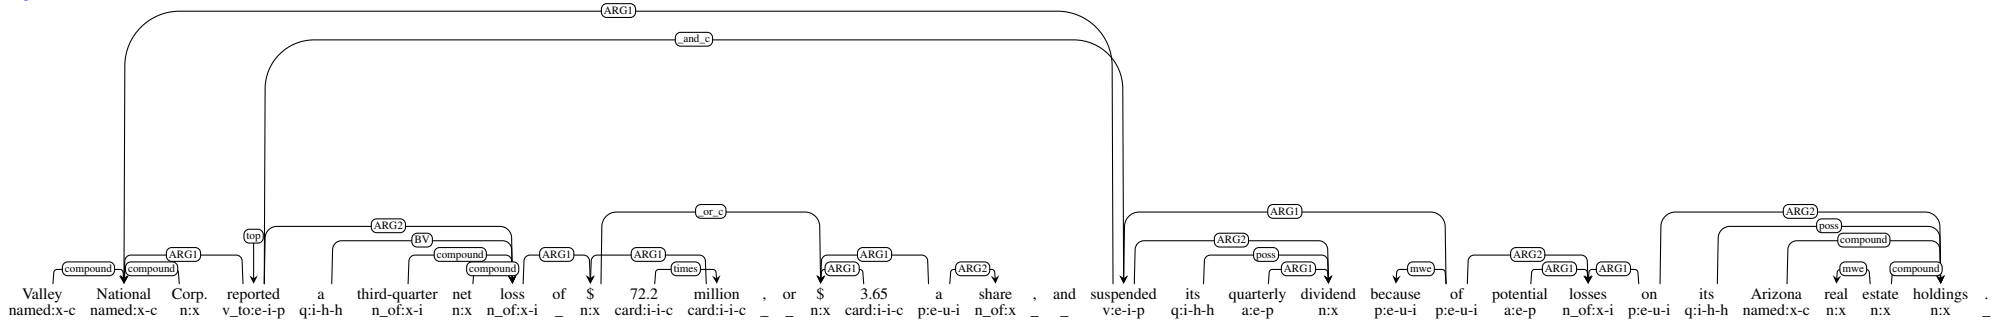 ARG1
_and_c
_or_c ARG1 ARG2
ARG2 poss
top BV ARG2 compound
ARG1 compound ARG1 ARG1 ARG1 poss ARG2
compound compound compound times ARG1 ARG2 ARG1 mwe ARG1 ARG1 mwe compound
Valley National Corp. reported a third-quarter net loss of $ 72.2 million , or $ 3.65 a share , and suspended its quarterly dividend because of potential losses on its Arizona real estate holdings .
named:x-c named:x-c n:x v_to:e-i-p q:i-h-h n_of:x-i n:x n_of:x-i _ n:x card:i-i-c card:i-i-c _ _ n:x card:i-i-c p:e-u-i n_of:x _ _ v:e-i-p q:i-h-h a:e-p n:x p:e-u-i p:e-u-i a:e-p n_of:x-i p:e-u-i q:i-h-h named:x-c n:x n:x n:x _